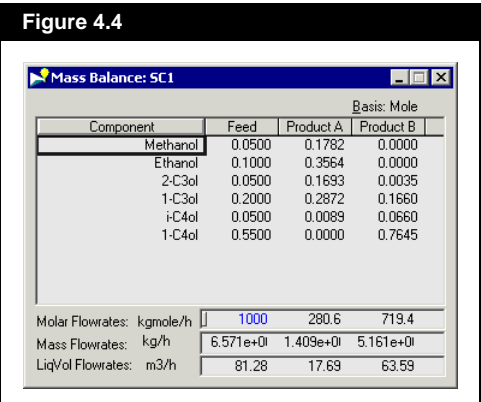 Figure 4.4
Mass Balance: SC1
Basis: Mole
Component Feed Product A Product B
Methanol 0.0500 0.1782 0.0000
Ethanol 0.1000 0.3564 0.0000
2-C3ol 0.0500 0.1693 0.0035
1-C3ol 0.2000 0.2872 0.1660
i-C4ol 0.0500 0.0089 0.0660
1-C4ol 0.5500 0.0000 0.7645
Molar Flowrates: kgmole/h 1000 280.6 719.4
Mass Flowrates: kg/h 6.571e+0 1.409e+0 5.161e+0
LiqVol Flowrates: m3/h 81.28 17.69 63.59